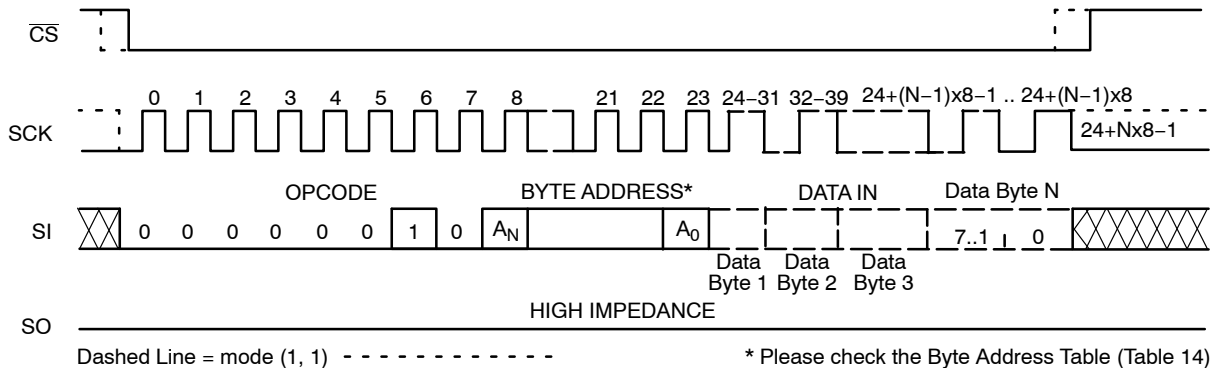 CS
0 1 2 3 4 5 6 7 8 21 22 23 24–31 32–39 24+(N–1)x8–1 .. 24+(N–1)x8
SCK
24+Nx8–1
OPCODE BYTE ADDRESS* DATA IN Data Byte N
SI 0 0 0 0 0 0 1 0 AN A0 7..1 0
Data Byte 1 Data Byte 2 Data Byte 3
HIGH IMPEDANCE
SO
Dashed Line = mode (1, 1) * Please check the Byte Address Table (Table 14)